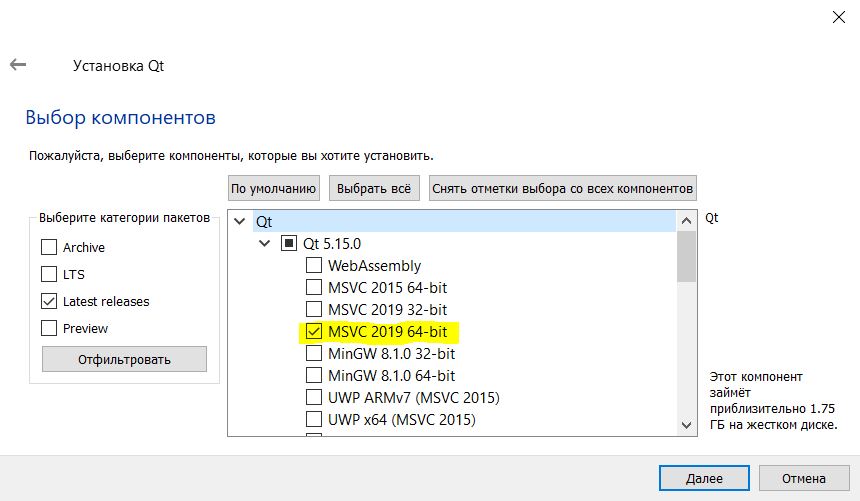 Установка Qt
Выбор компонентов
Пожалуйста, выберите компоненты, которые вы хотите установить.
По умолчанию
Выбрать всё
Снять отметки выбора со всех компонентов
Выберите категории пакетов
Archive
LTS
Latest releases
Preview
Отфильтровать
Qt
Qt 5.15.0
WebAssembly
MSVC 2015 64-bit
MSVC 2019 32-bit
MSVC 2019 64-bit
MinGW 8.1.0 32-bit
MinGW 8.1.0 64-bit
UWP ARMv7 (MSVC 2015)
UWP x64 (MSVC 2015)
Qt
Этот компонент
займёт
приблизительно 1.75
ГБ на жестком диске.
Далее
Отмена